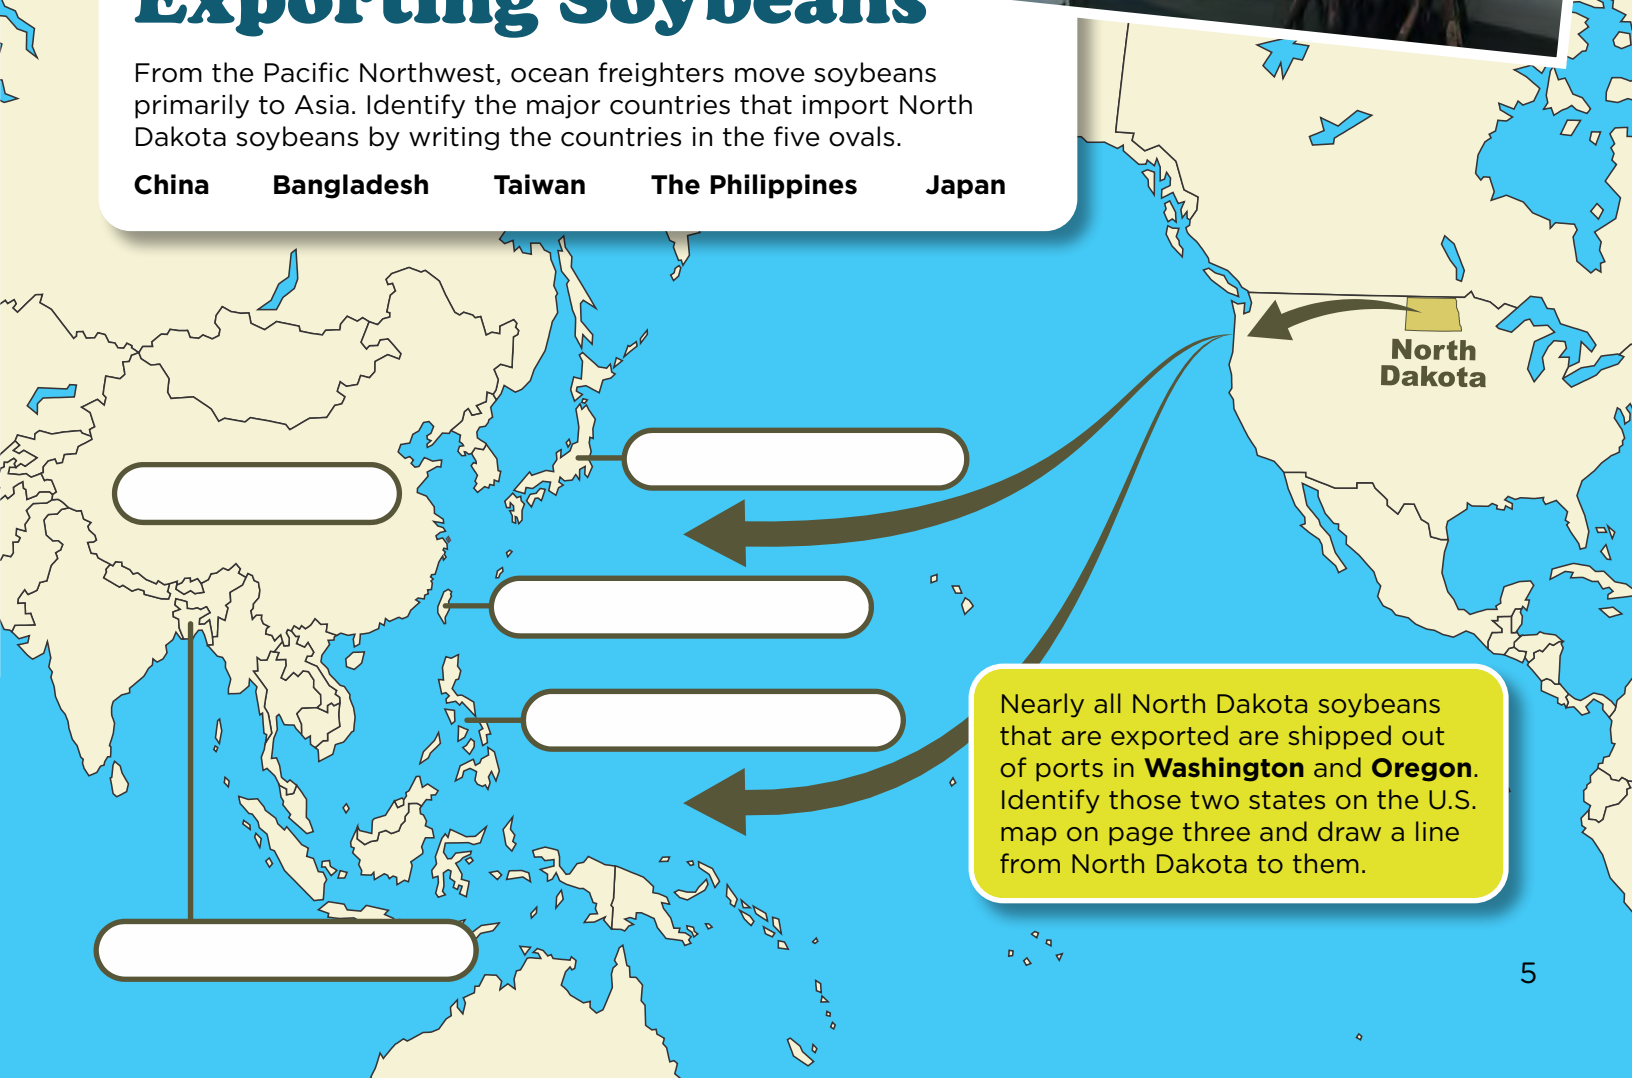 Exporting Soybeans
From the Pacific Northwest, ocean freighters move soybeans
primarily to Asia. Identify the major countries that import North
Dakota soybeans by writing the countries in the five ovals.
China Bangladesh Taiwan The Philippines Japan
North
Dakota
Nearly all North Dakota soybeans
that are exported are shipped out
of ports in Washington and Oregon.
Identify those two states on the U.S.
map on page three and draw a line
from North Dakota to them.
5